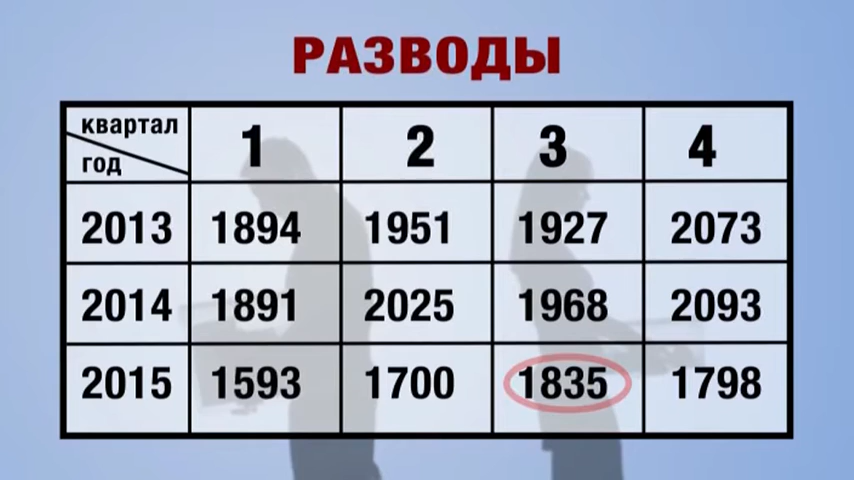 РАЗВОДЫ
квартал 1 2 3 4
год
2013 1894 1951 1927 2073
2014 1891 2025 1968 2093
2015 1593 1700 1835 1798